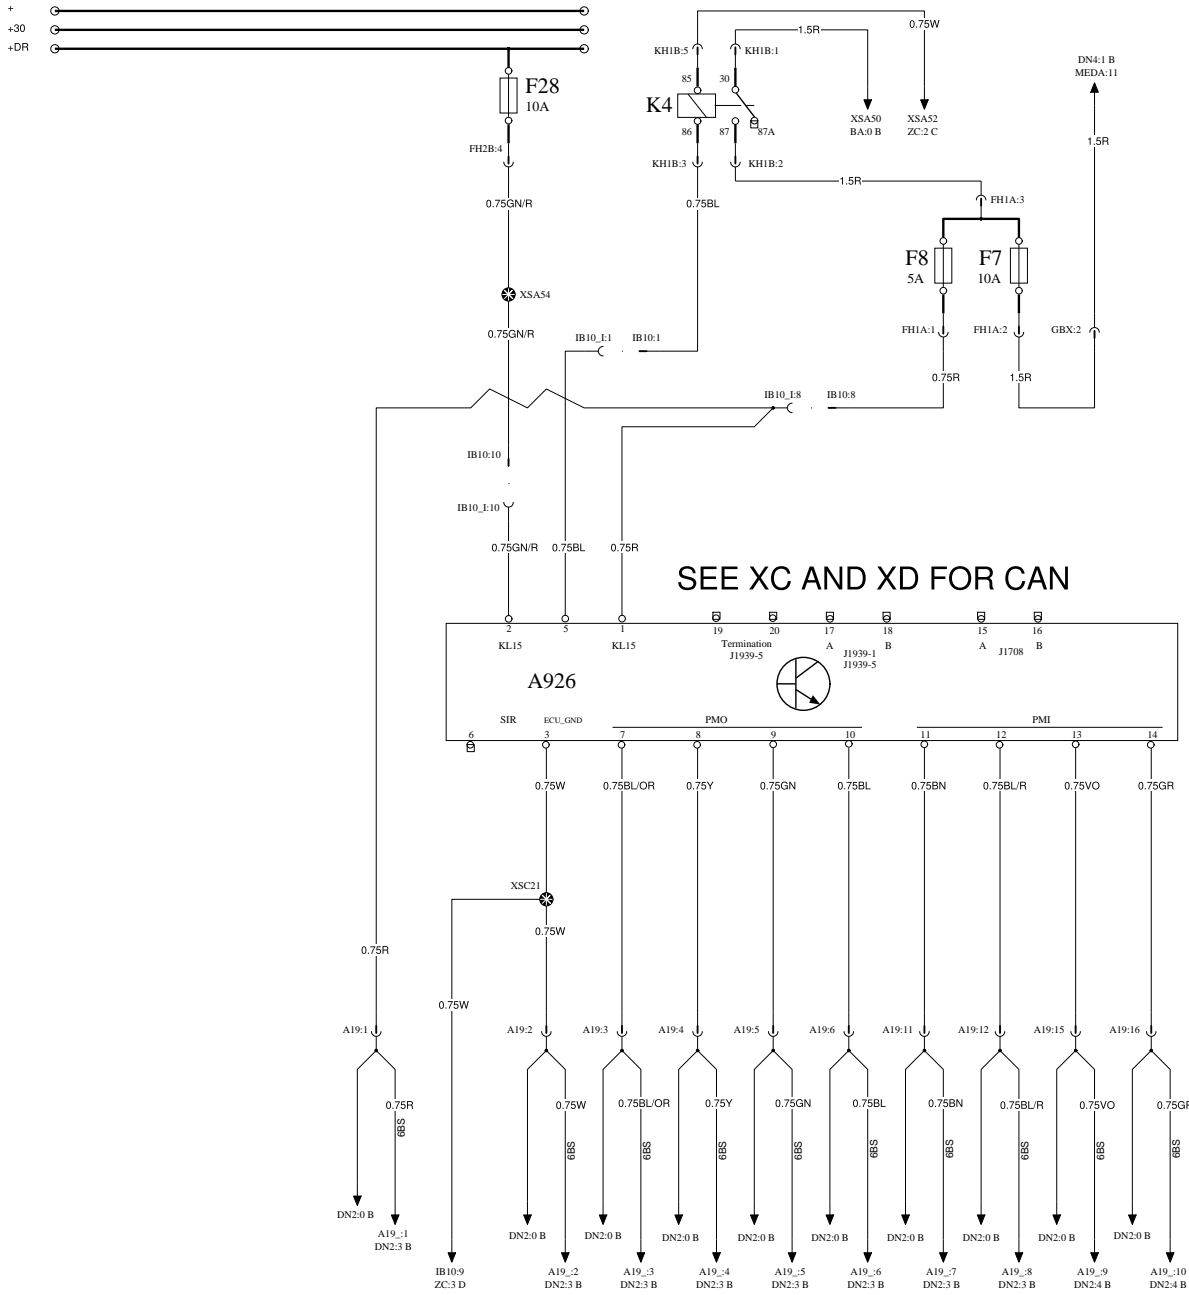 +
+30
+DR
F28
10A
FH2B:4
0.75GN/R
XSA54
0.75GN/R
IB10:10
IB10_I:10
0.75GN/R
0.75BL
0.75R
KH1B:5
KH1B:1
1.5R
0.75W
85
30
K4
86
87
87A
KH1B:3
KH1B:2
XSA50
BA:0 B
XSA52
ZC:2 C
DN4:1 B
MEDA:11
1.5R
1.5R
0.75BL
FH1A:3
F8
5A
F7
10A
FH1A:1
FH1A:2
GBX:2
IB10_I:1
IB10:1
0.75R
1.5R
IB10_I:8
IB10:8
SEE XC AND XD FOR CAN
2
5
1
19
20
17
18
15
16
KL15
KL15
Termination
J1939-5
A
J1939-1
J1939-5
B
A
J1708
B
A926
SIR
ECU_GND
PMO
PMI
6
3
7
8
9
10
11
12
13
14
0.75W
0.75BL/OR
0.75Y
0.75GN
0.75BL
0.75BN
0.75BL/R
0.75VO
0.75GR
XSC21
0.75W
0.75R
0.75W
A19:1
A19:2
A19:3
A19:4
A19:5
A19:6
A19:11
A19:12
A19:15
A19:16
0.75R
0.75W
0.75BL/OR
0.75Y
0.75GN
0.75BL
0.75BN
0.75BL/R
0.75VO
0.75GR
6BS
6BS
6BS
6BS
6BS
6BS
6BS
6BS
6BS
6BS
DN2:0 B
A19_:1
DN2:3 B
DN2:0 B
DN2:0 B
DN2:0 B
DN2:0 B
DN2:0 B
DN2:0 B
DN2:0 B
DN2:0 B
DN2:0 B
IB10:9
ZC:3 D
A19_:2
DN2:3 B
A19_:3
DN2:3 B
A19_:4
DN2:3 B
A19_:5
DN2:3 B
A19_:6
DN2:3 B
A19_:7
DN2:3 B
A19_:8
DN2:3 B
A19_:9
DN2:4 B
A19_:10
DN2:4 B